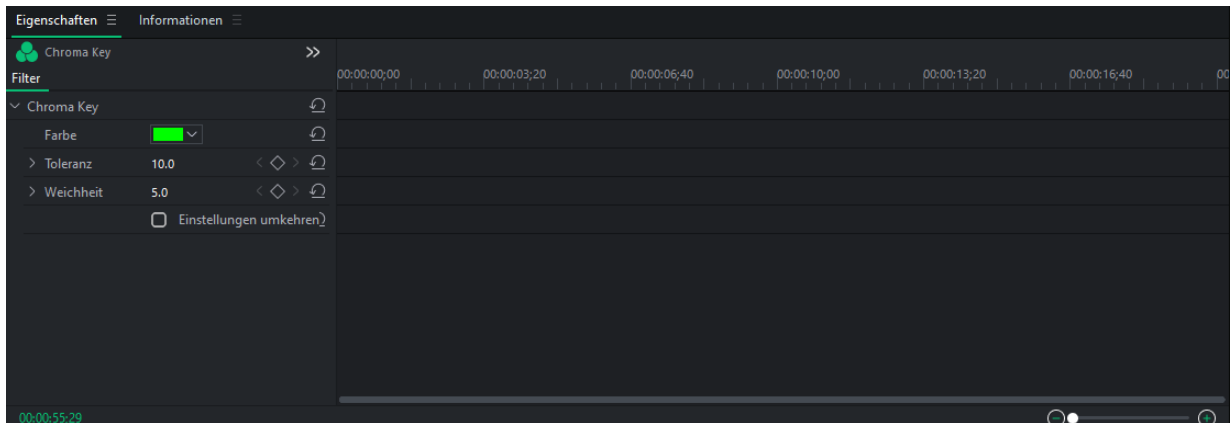 Eigenschaften Informationen
Chroma Key
Filter
00:00:00;00 00:00:03;20 00:00:06;40 00:00:10;00 00:00:13;20 00:00:16;40 00
Chroma Key
Farbe
Toleranz 10.0
Weichheit 5.0
Einstellungen umkehren
00:00:55:29